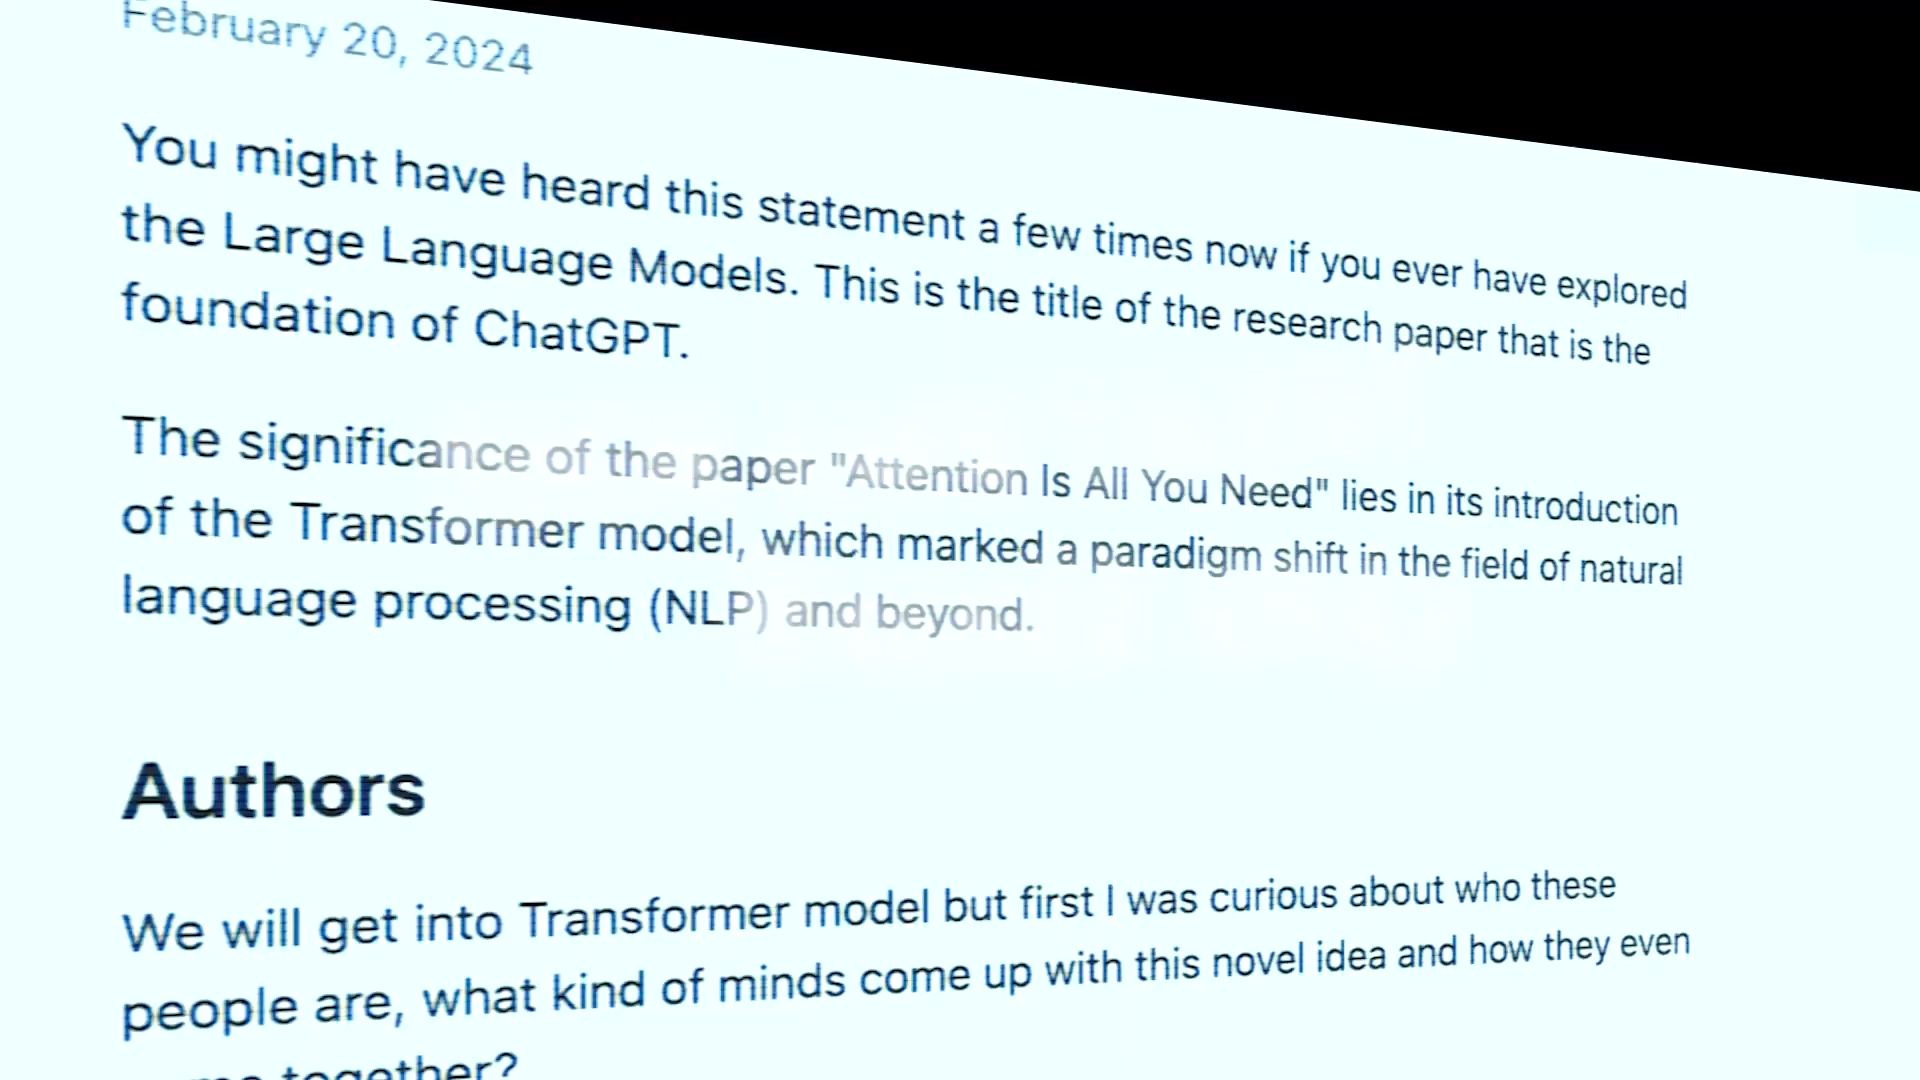 February 20, 2024
You might have heard this statement a few times now if you ever have explored
the Large Language Models. This is the title of the research paper that is the
foundation of ChatGPT.
The significance of the paper "Attention Is All You Need" lies in its introduction
of the Transformer model, which marked a paradigm shift in the field of natural
language processing (NLP) and beyond.
Authors
We will get into Transformer model but first I was curious about who these
people are, what kind of minds come up with this novel idea and how they even
together?